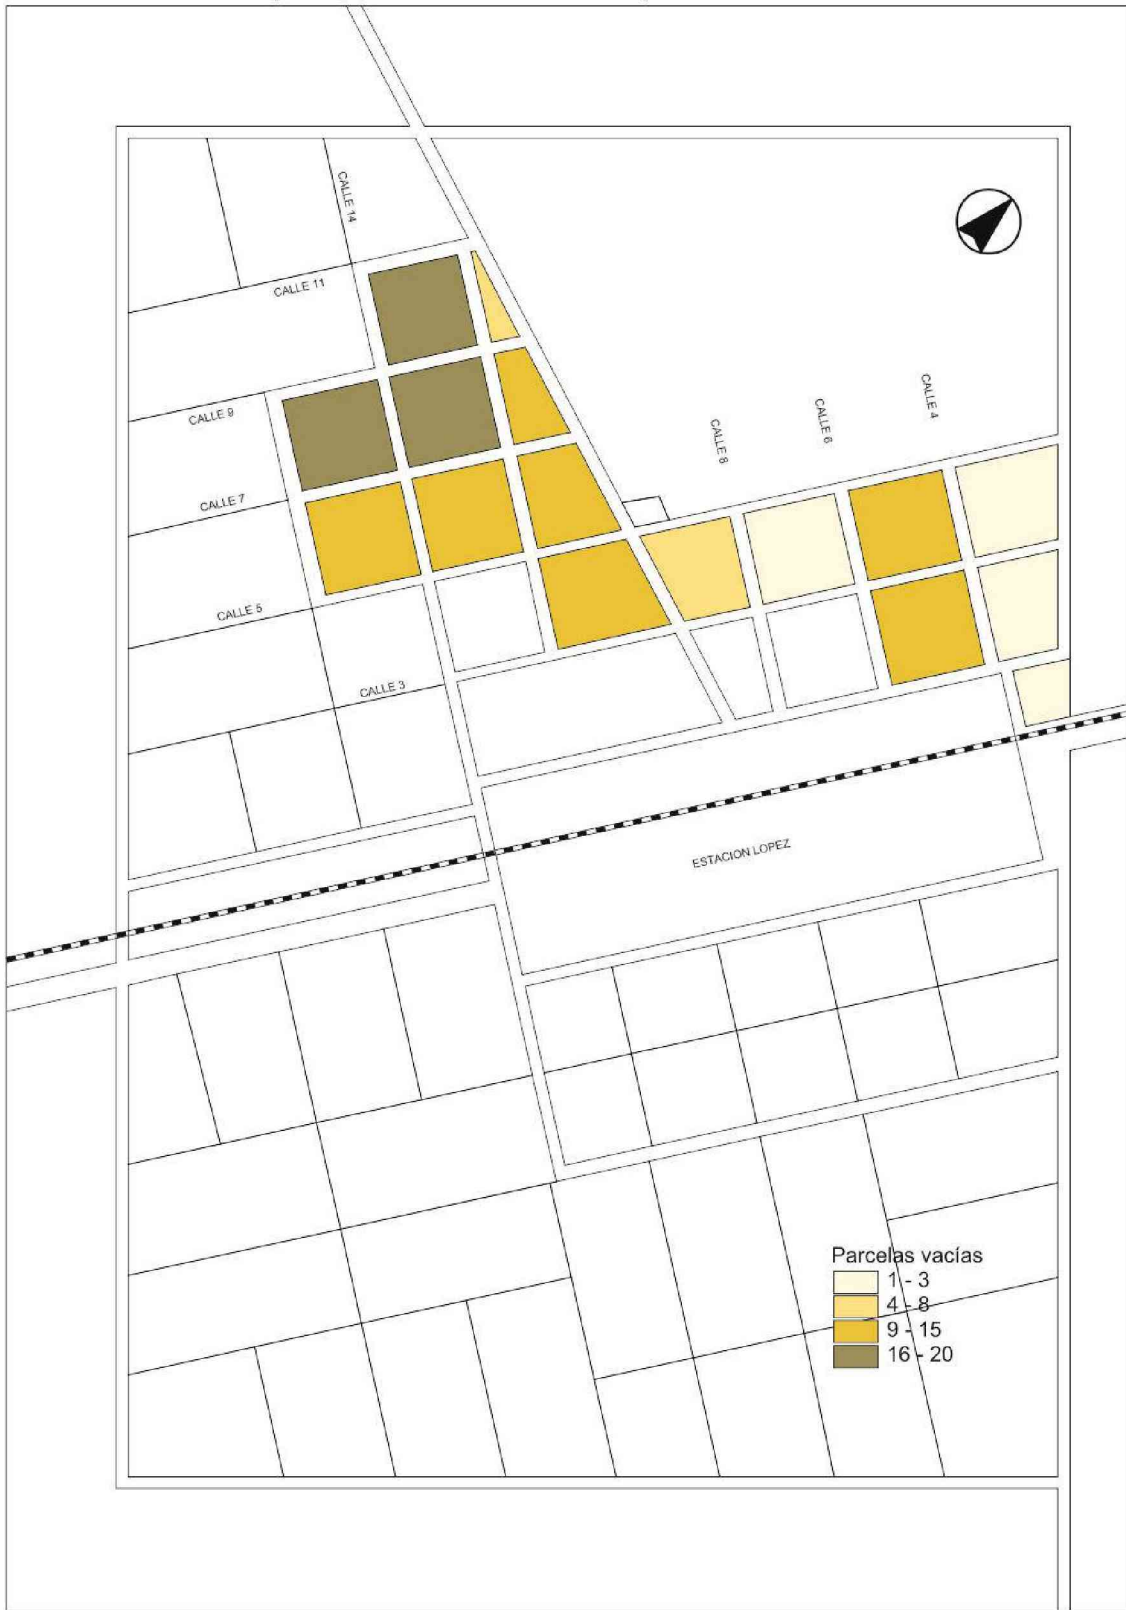 CALLE 14
CALLE 11
CALLE 9
CALLE 4
CALLE 6
CALLE 8
CALLE 7
CALLE 5
CALLE 3
ESTACION LOPEZ
Parcelas vacías
1 - 3
4 - 8
9 - 15
16 - 20